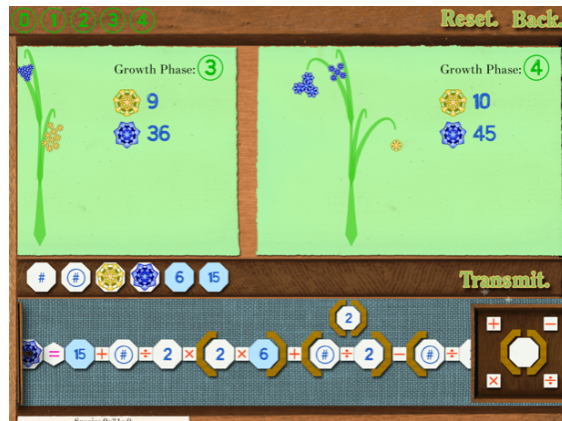 0 1 2 3 4 Reset. Back.
Growth Phase: 3
9
36
Growth Phase: 4
10
45
# # 6 15
Transmit.
2
= 15 + # ÷ 2 × ( 2 × 6 ) + ( # ÷ 2 ) − ( # ÷
+ −
× ÷